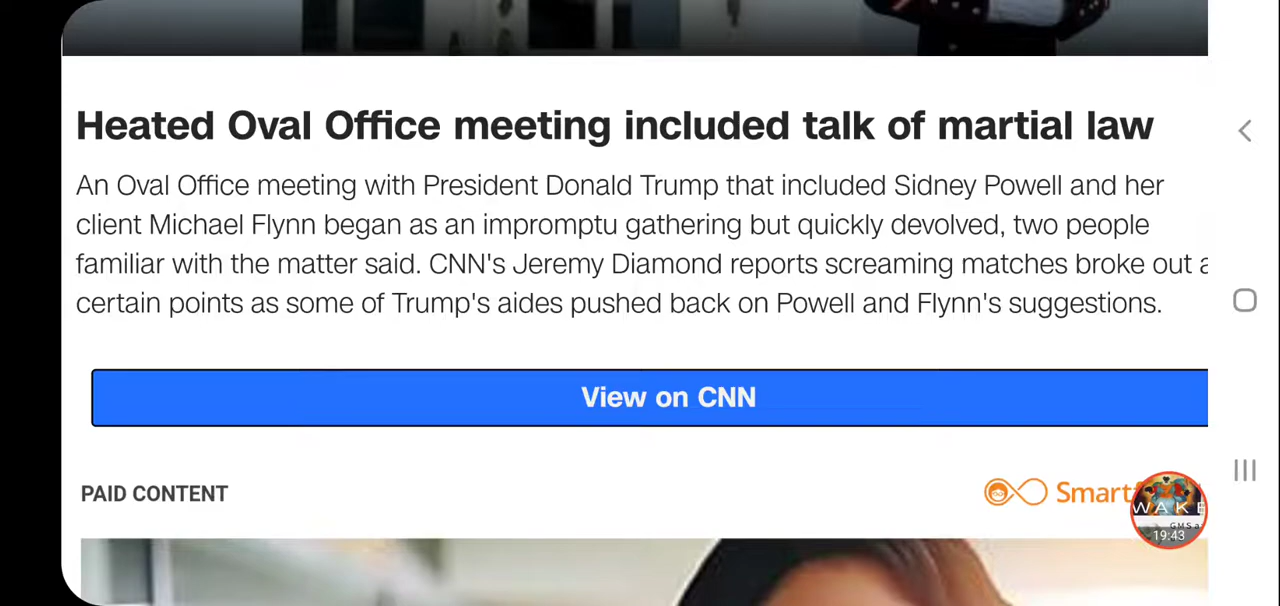 Heated Oval Office meeting included talk of martial law
An Oval Office meeting with President Donald Trump that included Sidney Powell and her
client Michael Flynn began as an impromptu gathering but quickly devolved, two people
familiar with the matter said. CNN's Jeremy Diamond reports screaming matches broke out a
certain points as some of Trump's aides pushed back on Powell and Flynn's suggestions.
View on CNN
PAID CONTENT
Smart
WAKE
GMS a
19:43